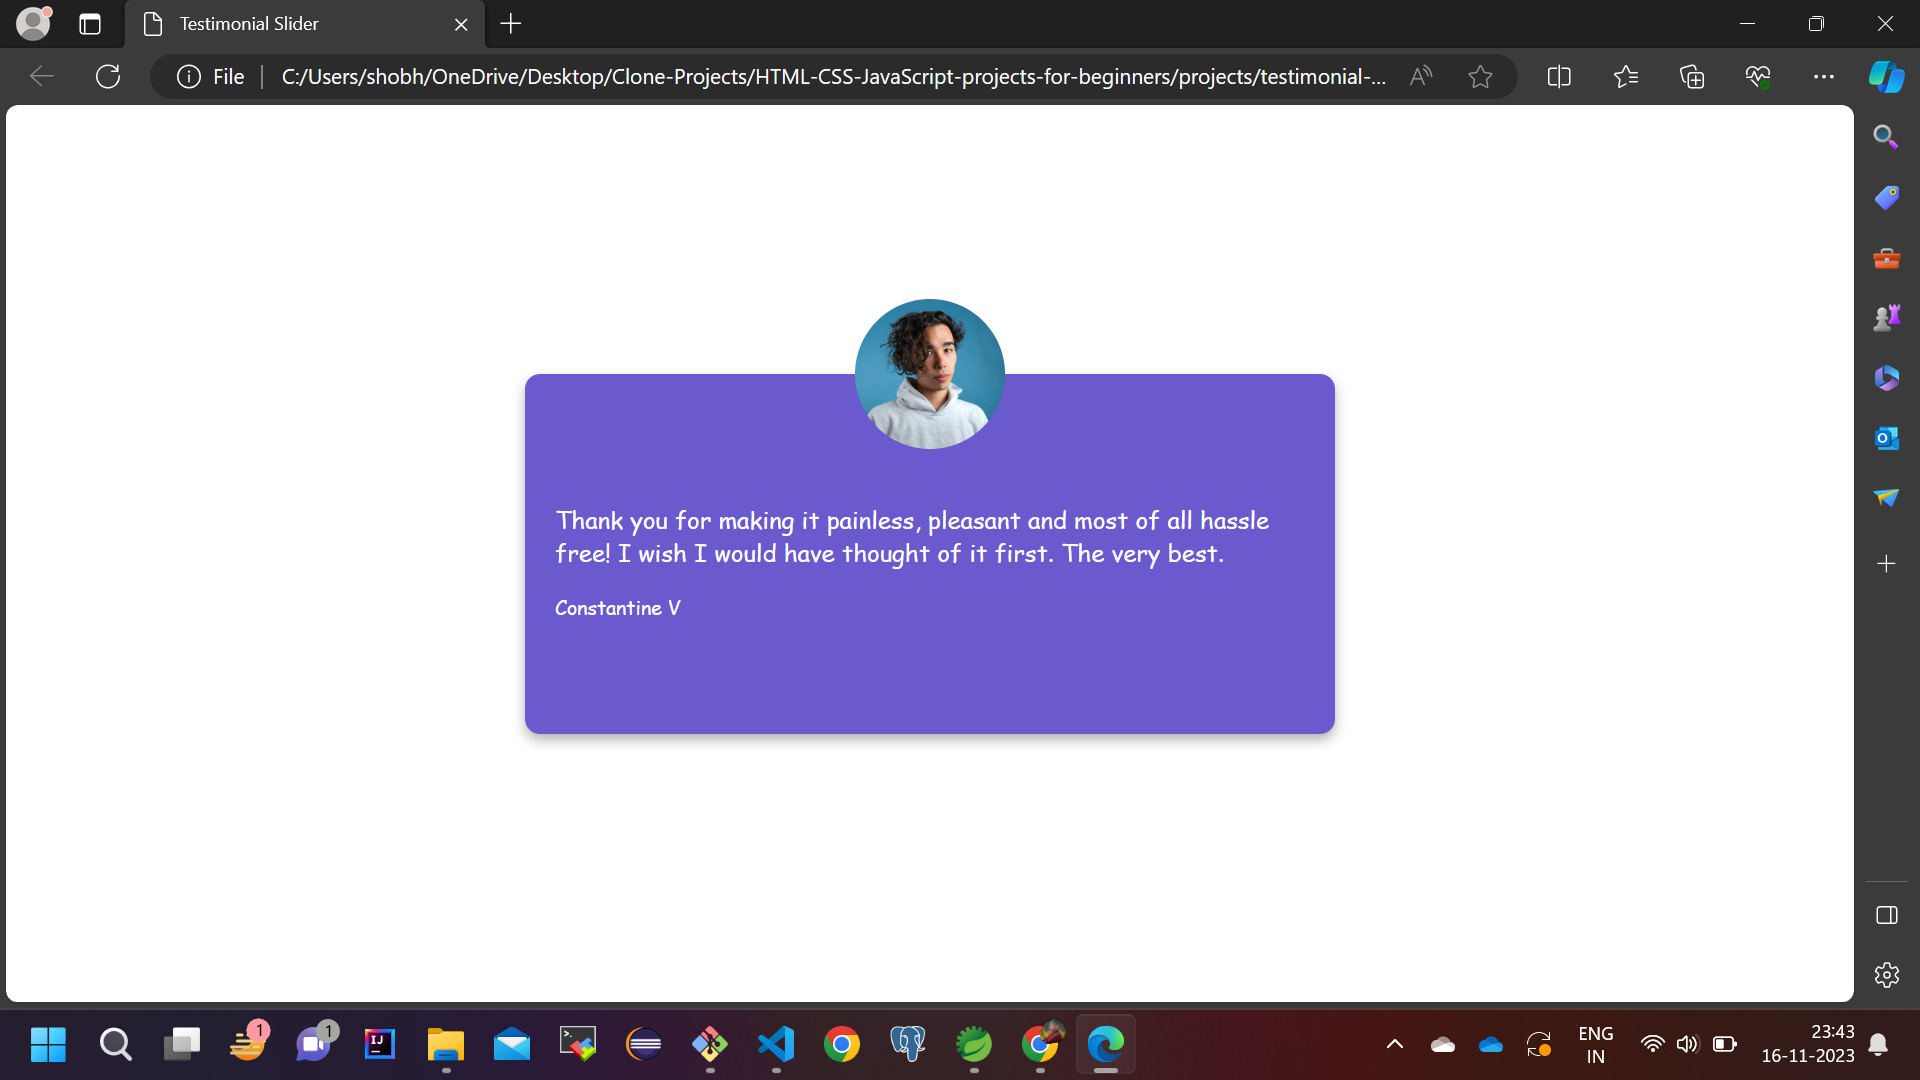 Testimonial Slider
File
C:/Users/shobh/OneDrive/Desktop/Clone-Projects/HTML-CSS-JavaScript-projects-for-beginners/projects/testimonial-...
Thank you for making it painless, pleasant and most of all hassle
free! I wish I would have thought of it first. The very best.
Constantine V
1
1
IJ
ENG
IN
23:43
16-11-2023